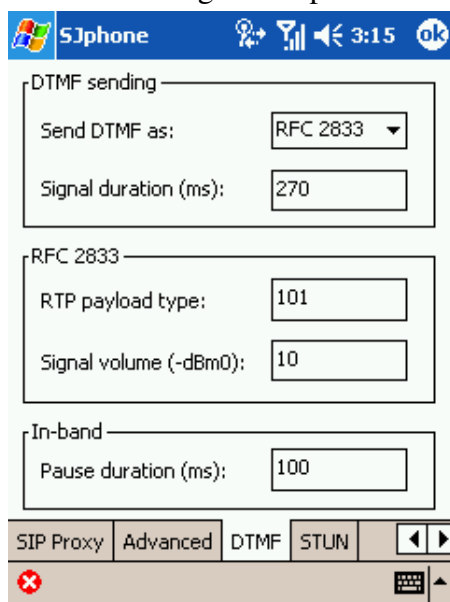 SJphone 3:15 ok
DTMF sending
Send DTMF as: RFC 2833
Signal duration (ms): 270
RFC 2833
RTP payload type: 101
Signal volume (-dBm0): 10
In-band
Pause duration (ms): 100
SIP Proxy Advanced DTMF STUN